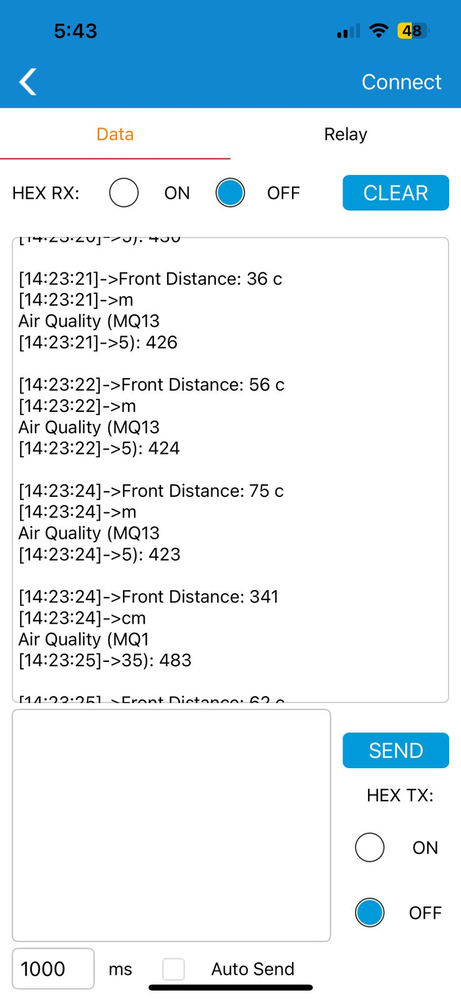 5:43
48
Connect
Data
Relay
HEX RX:
ON
OFF
CLEAR
[14:23:20]->5): 430
[14:23:21]->Front Distance: 36 c
[14:23:21]->m
Air Quality (MQ13
[14:23:21]->5): 426
[14:23:22]->Front Distance: 56 c
[14:23:22]->m
Air Quality (MQ13
[14:23:22]->5): 424
[14:23:24]->Front Distance: 75 c
[14:23:24]->m
Air Quality (MQ13
[14:23:24]->5): 423
[14:23:24]->Front Distance: 341
[14:23:24]->cm
Air Quality (MQ1
[14:23:25]->35): 483
[14:23:25]->Front Distance: 62 c
SEND
HEX TX:
ON
OFF
1000
ms
Auto Send